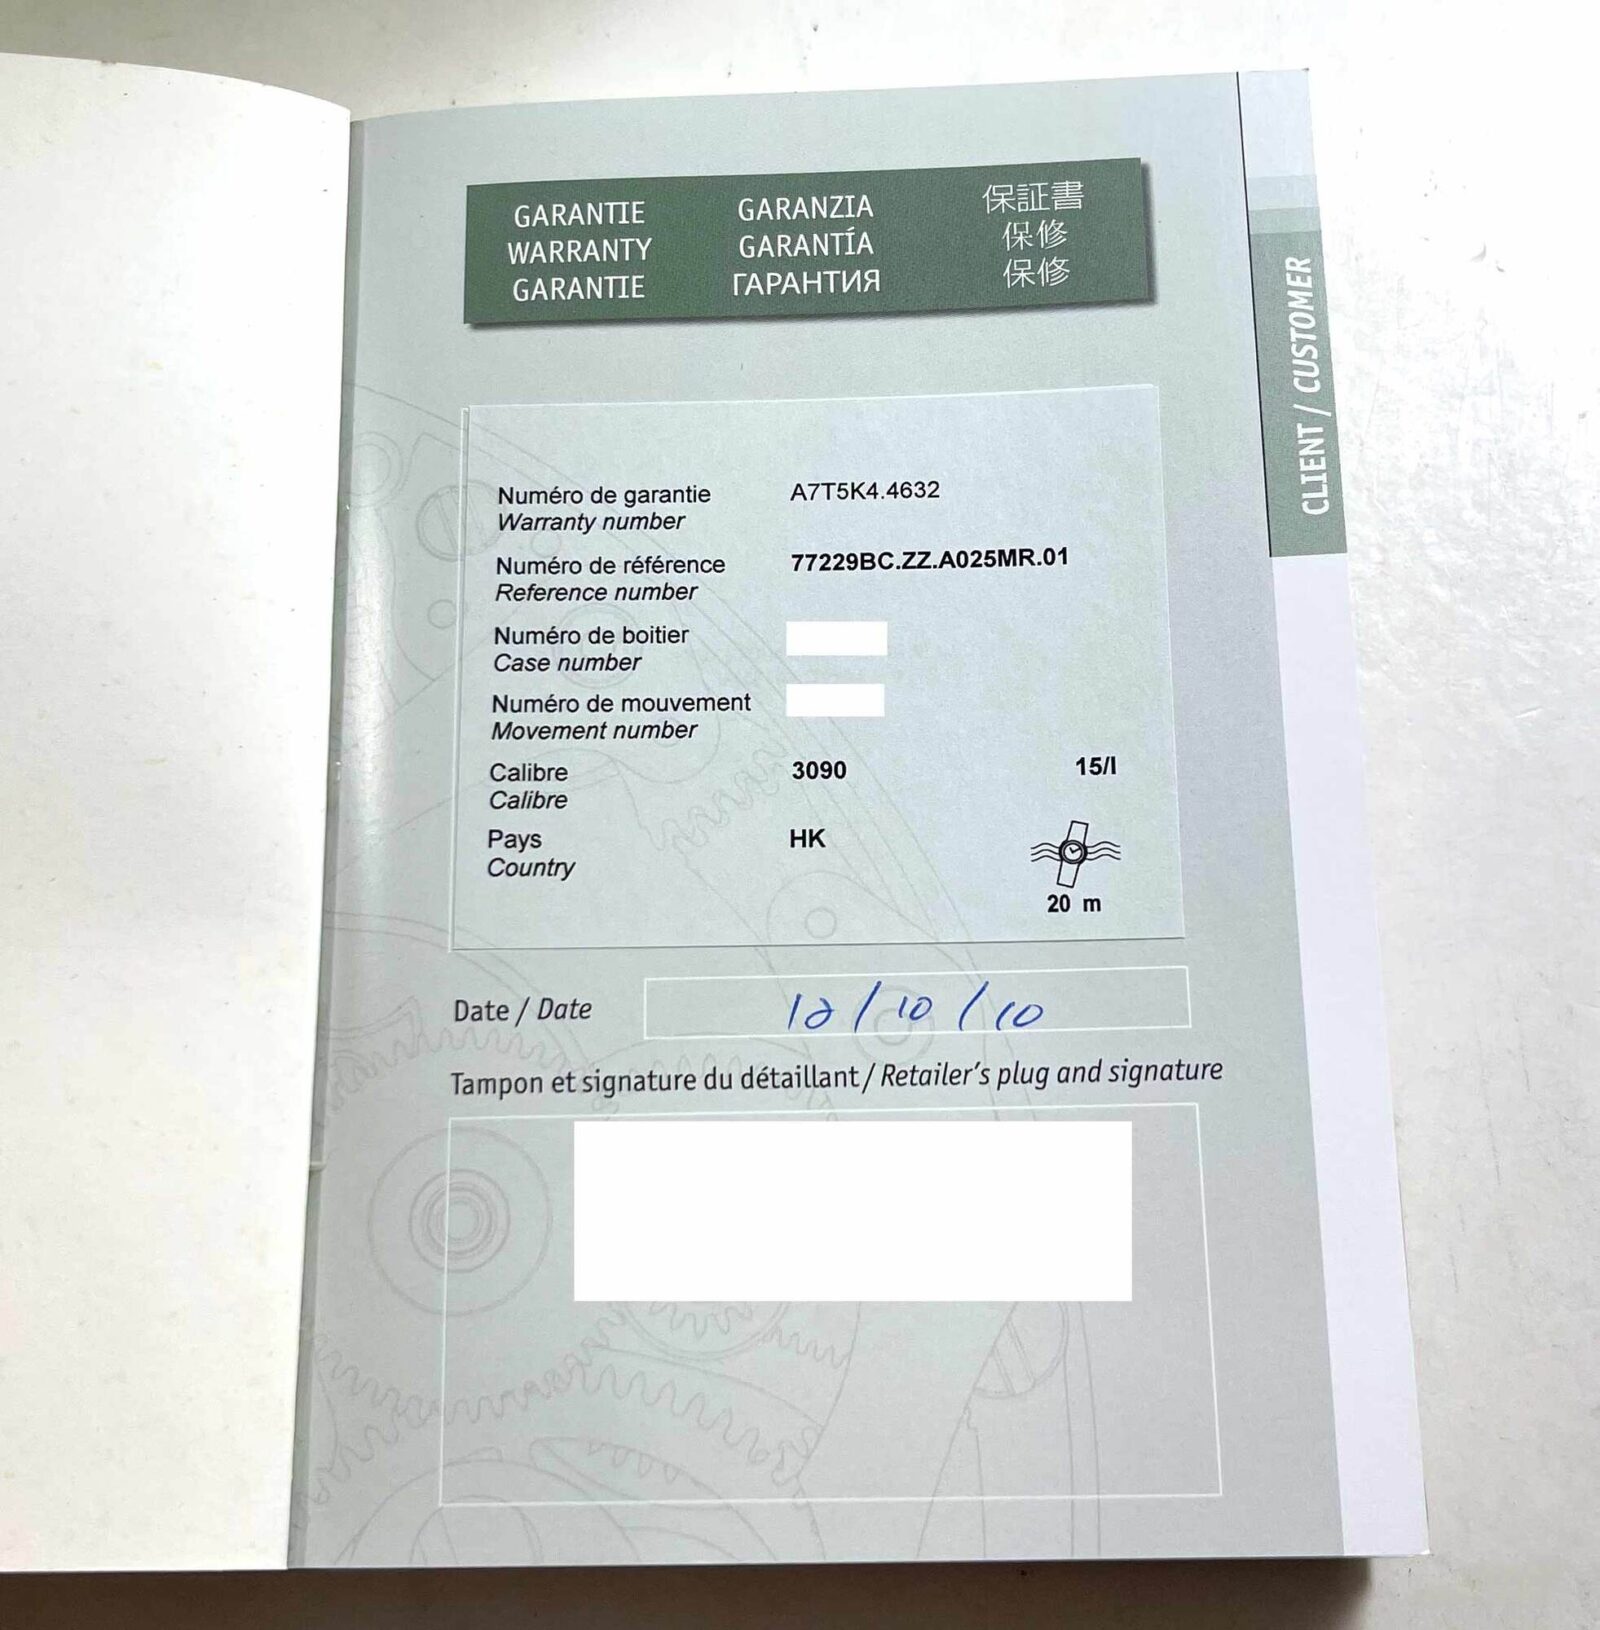 GARANTIE
WARRANTY
GARANTIE
GARANZIA
GARANTÍA
ГАРАНТИЯ
保証書
保修
保修
CLIENT / CUSTOMER
Numéro de garantie A7T5K4.4632
Warranty number
Numéro de référence 77229BC.ZZ.A025MR.01
Reference number
Numéro de boitier
Case number
Numéro de mouvement
Movement number
Calibre 3090 15/I
Calibre
Pays HK
Country
20 m
Date / Date 12/10/10
Tampon et signature du détaillant / Retailer's plug and signature